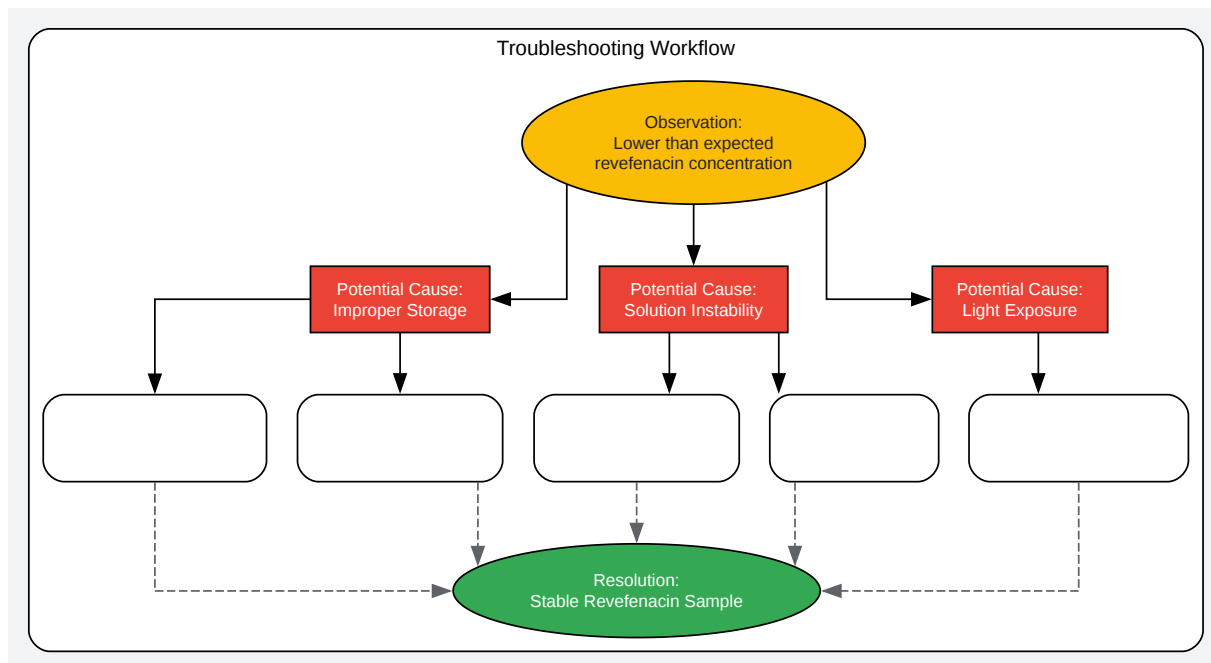 Troubleshooting Workflow
Observation:
Lower than expected
revefenacin concentration
Potential Cause:
Improper Storage
Potential Cause:
Solution Instability
Potential Cause:
Light Exposure
Resolution:
Stable Revefenacin Sample